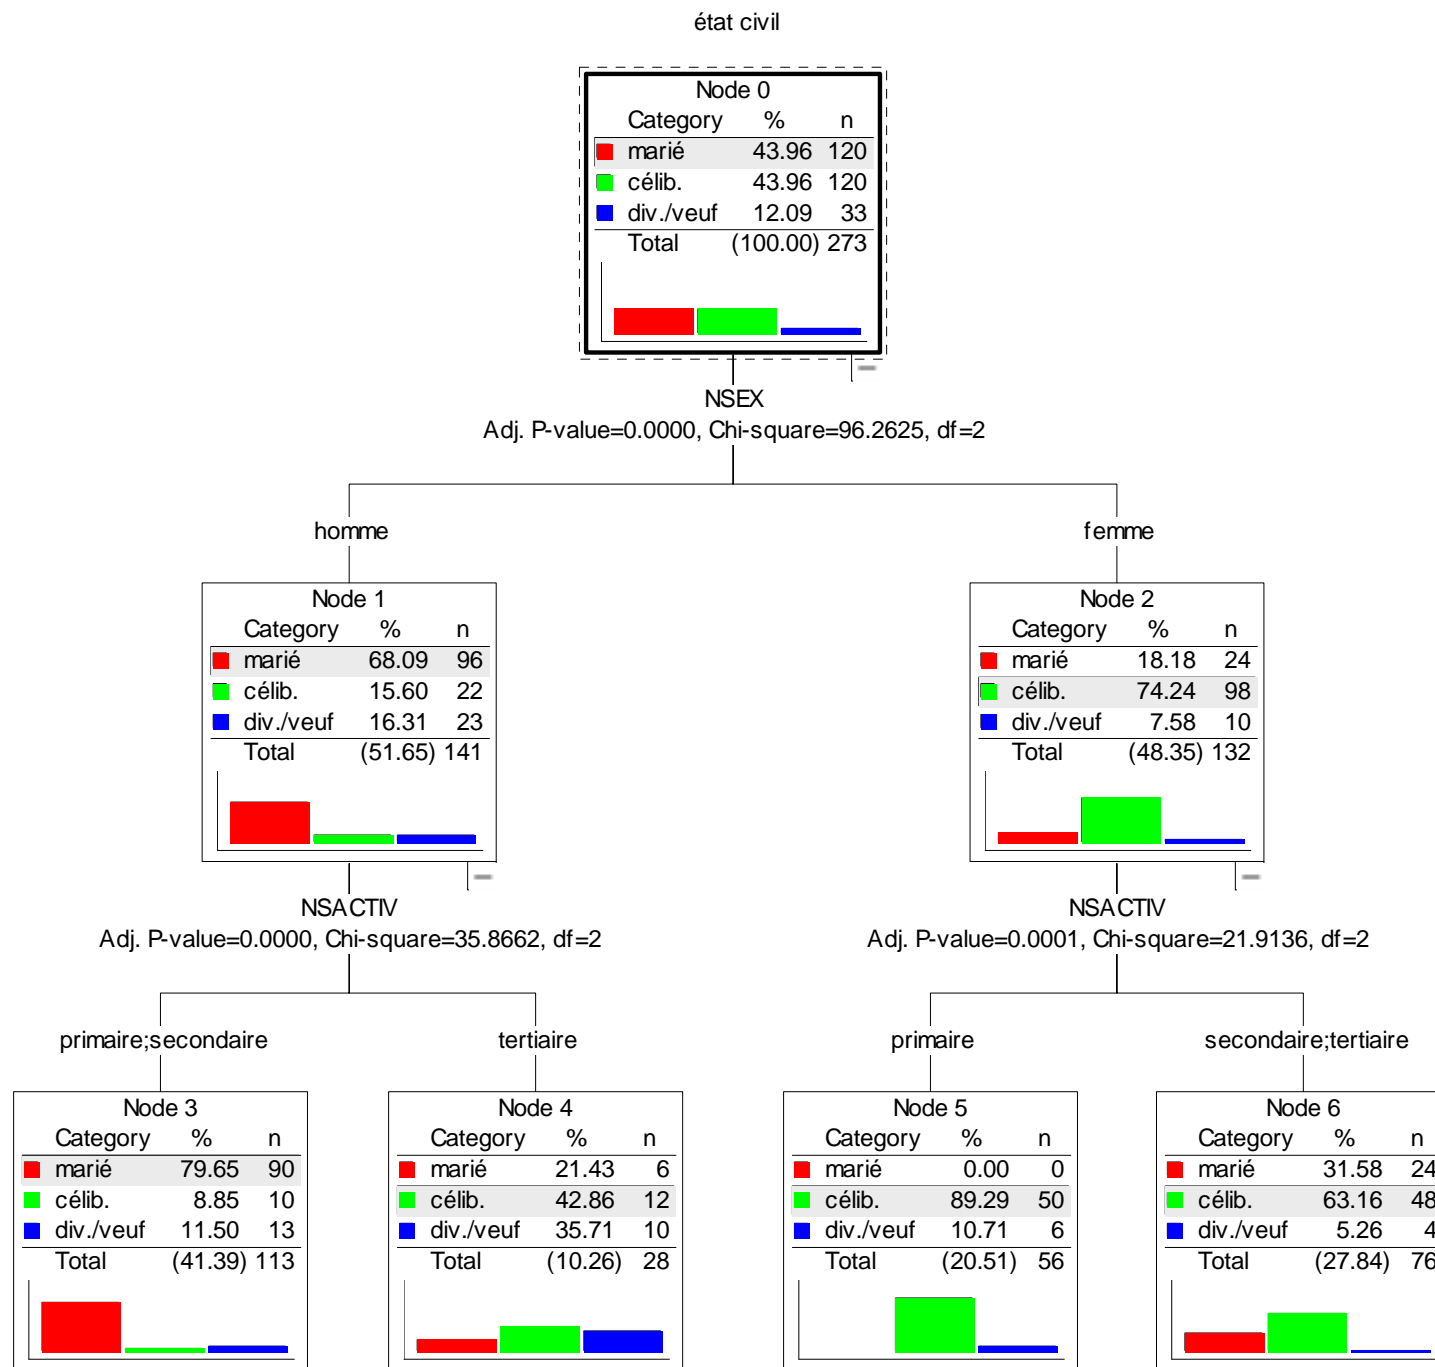 état civil
Node 0
Category % n
marié 43.96 120
célib. 43.96 120
div./veuf 12.09 33
Total (100.00) 273
NSEX
Adj. P-value=0.0000, Chi-square=96.2625, df=2
homme
femme
Node 1
Category % n
marié 68.09 96
célib. 15.60 22
div./veuf 16.31 23
Total (51.65) 141
Node 2
Category % n
marié 18.18 24
célib. 74.24 98
div./veuf 7.58 10
Total (48.35) 132
NSACTIV
Adj. P-value=0.0000, Chi-square=35.8662, df=2
NSACTIV
Adj. P-value=0.0001, Chi-square=21.9136, df=2
primaire;secondaire
tertiaire
primaire
secondaire;tertiaire
Node 3
Category % n
marié 79.65 90
célib. 8.85 10
div./veuf 11.50 13
Total (41.39) 113
Node 4
Category % n
marié 21.43 6
célib. 42.86 12
div./veuf 35.71 10
Total (10.26) 28
Node 5
Category % n
marié 0.00 0
célib. 89.29 50
div./veuf 10.71 6
Total (20.51) 56
Node 6
Category % n
marié 31.58 24
célib. 63.16 48
div./veuf 5.26 4
Total (27.84) 76